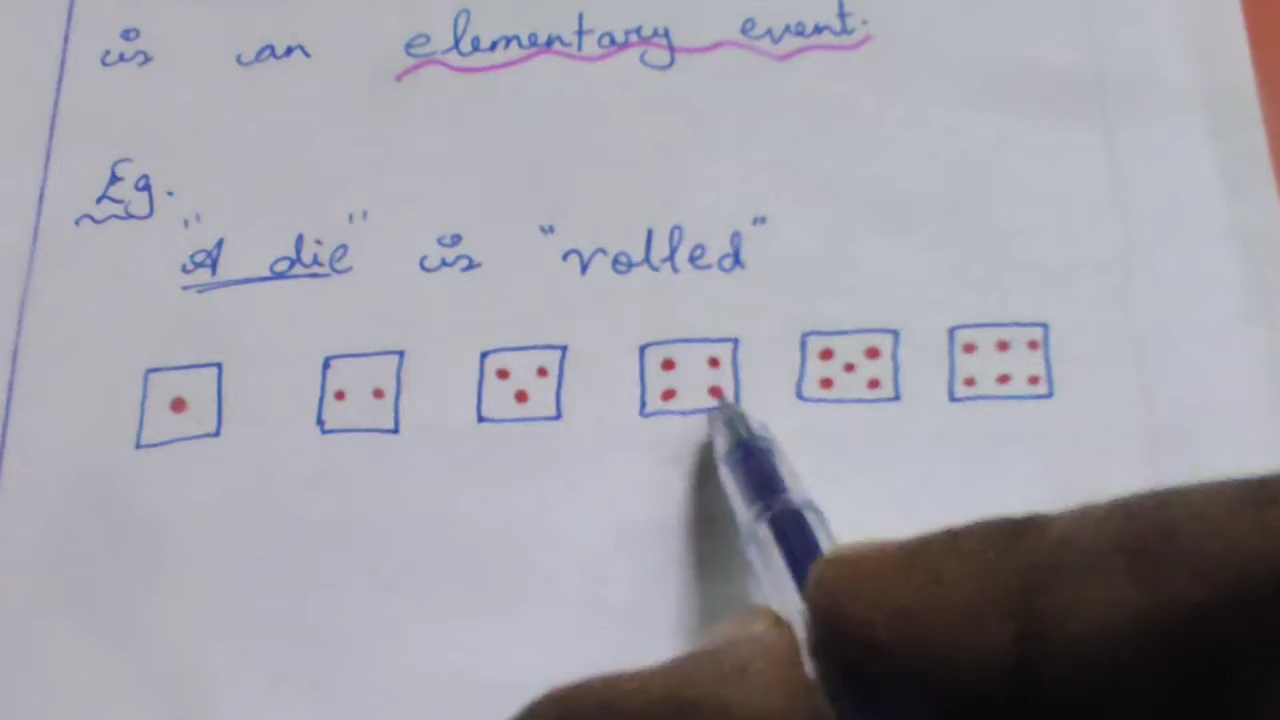 is an elementary event.
Eg.
"A die" is "rolled"